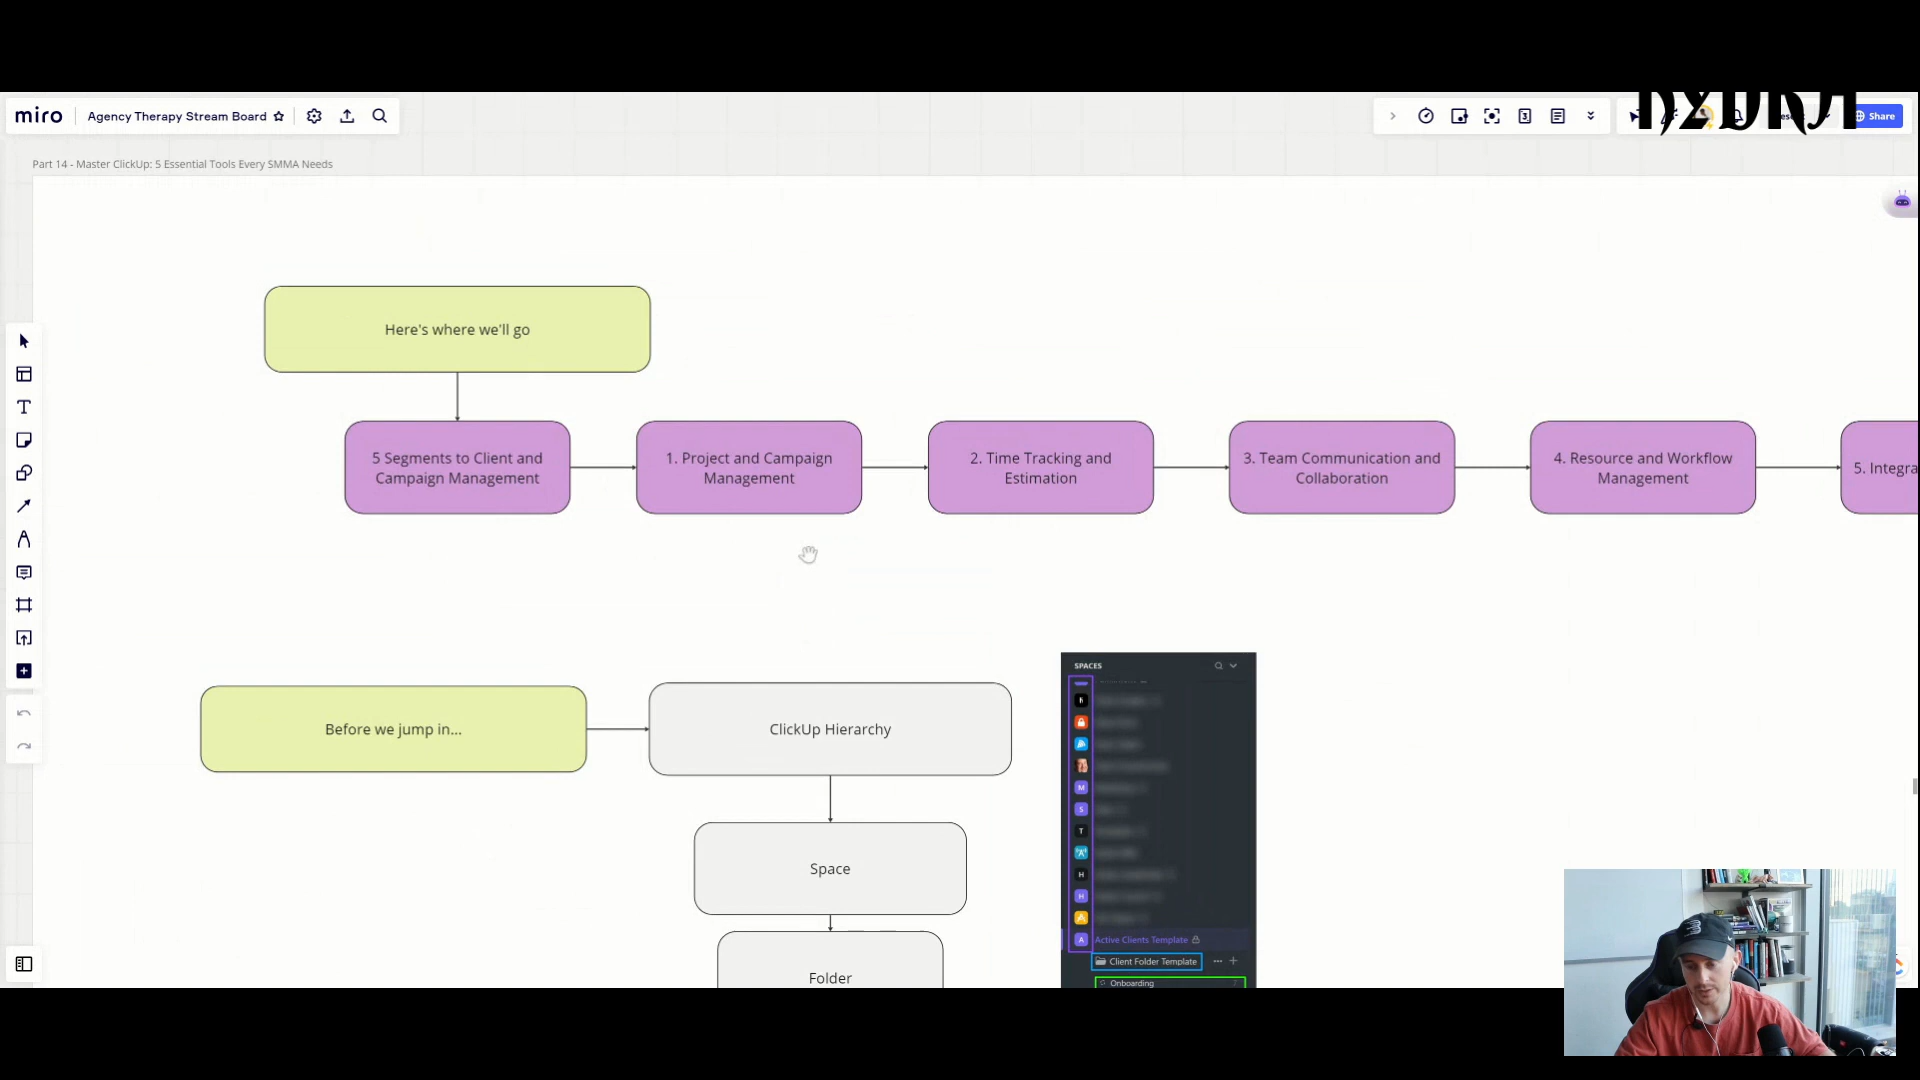 miro
Agency Therapy Stream Board
Share
Part 14 - Master ClickUp: 5 Essential Tools Every SMMA Needs
Here's where we'll go
5 Segments to Client and
Campaign Management
1. Project and Campaign
Management
2. Time Tracking and
Estimation
3. Team Communication and
Collaboration
4. Resource and Workflow
Management
5. Integra
Before we jump in...
ClickUp Hierarchy
Space
Folder
SPACES
M
S
T
H
H
A
Active Clients Template
Client Folder Template
Onboarding